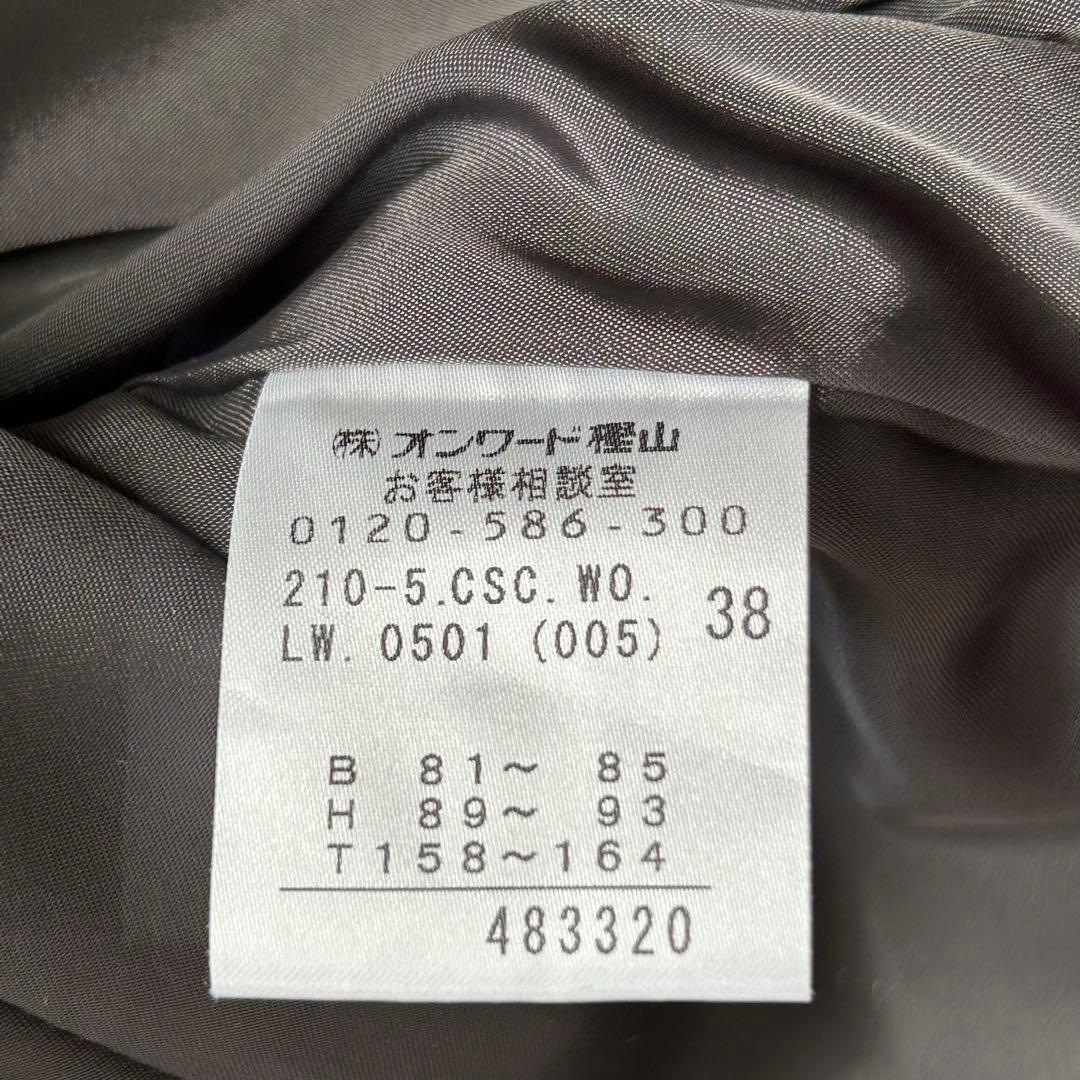 (株)オンワード樫山
お客様相談室
0120-586-300
210-5.CSC.WO.
LW. 0501 (005)
38
B 81~ 85
H 89~ 93
T158~164
483320